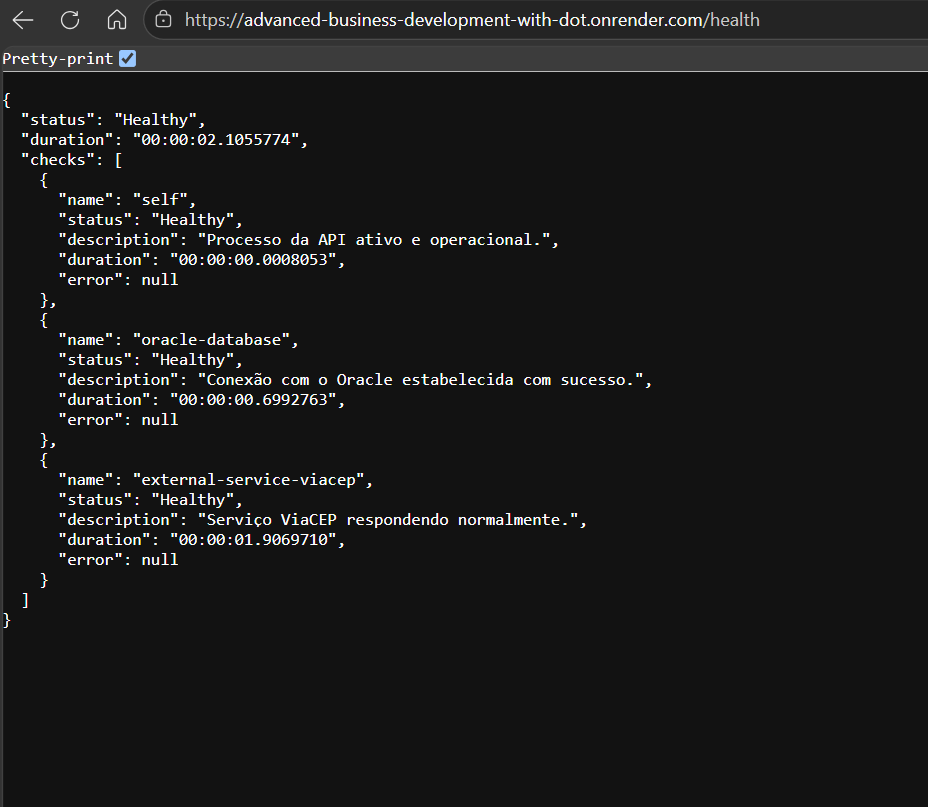 https://advanced-business-development-with-dot.onrender.com/health
Pretty-print
{
  "status": "Healthy",
  "duration": "00:00:02.1055774",
  "checks": [
    {
      "name": "self",
      "status": "Healthy",
      "description": "Processo da API ativo e operacional.",
      "duration": "00:00:00.0008053",
      "error": null
    },
    {
      "name": "oracle-database",
      "status": "Healthy",
      "description": "Conexão com o Oracle estabelecida com sucesso.",
      "duration": "00:00:00.6992763",
      "error": null
    },
    {
      "name": "external-service-viacep",
      "status": "Healthy",
      "description": "Serviço ViaCEP respondendo normalmente.",
      "duration": "00:00:01.9069710",
      "error": null
    }
  ]
}